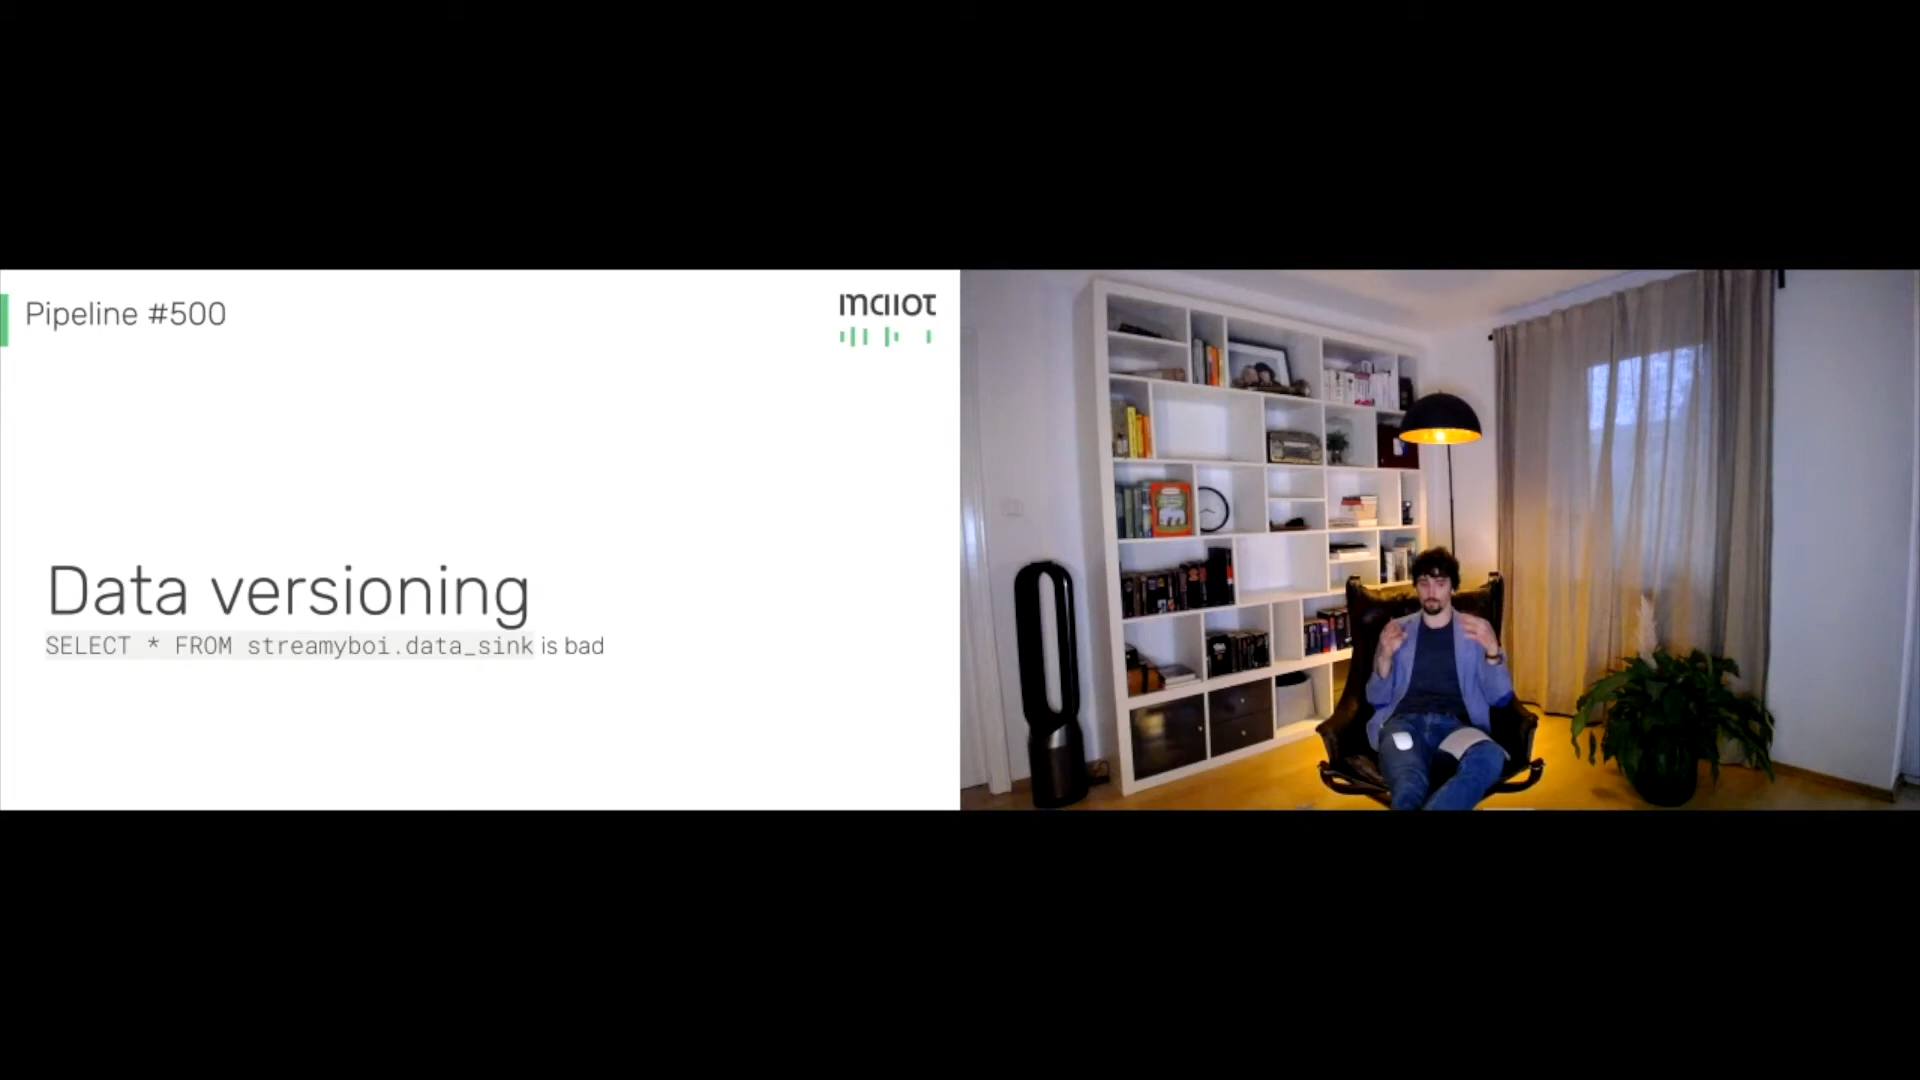 Pipeline #500
maiot
Data versioning
SELECT * FROM streamyboi.data_sink is bad